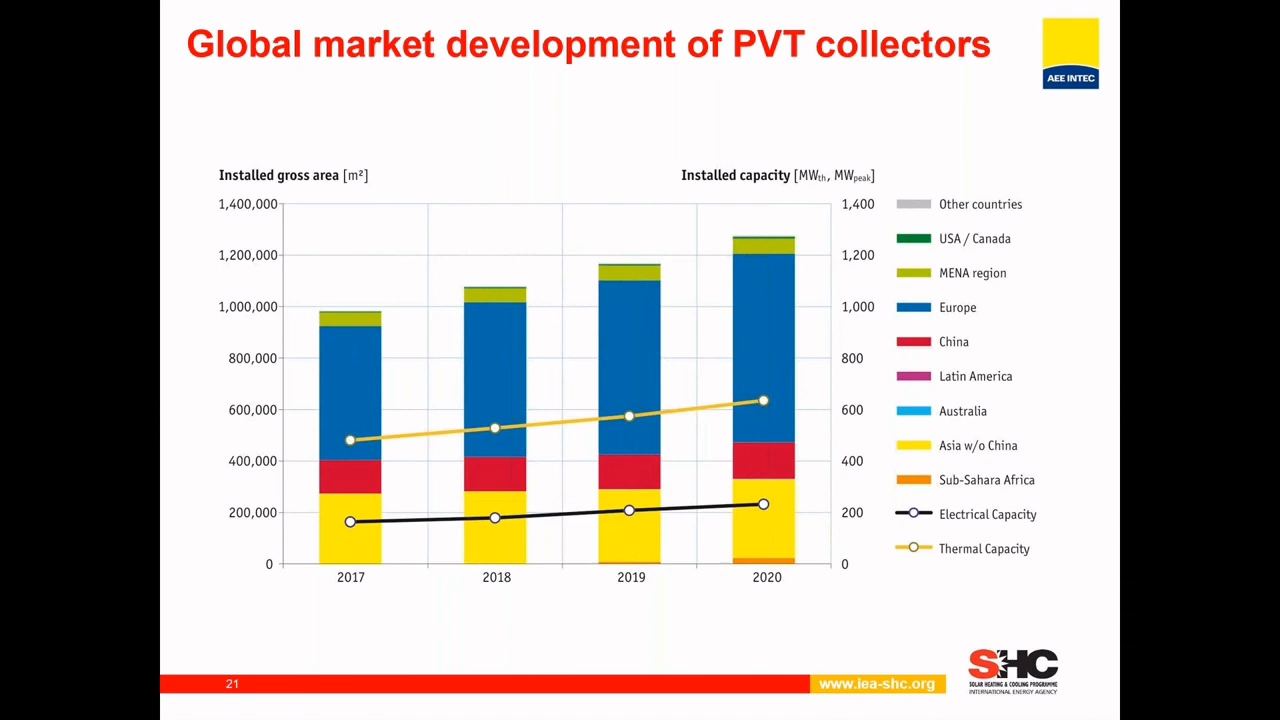 Global market development of PVT collectors
AEE INTEC
Installed gross area [m²]
Installed capacity [MWth, MWpeak]
1,400,000
1,200,000
1,000,000
800,000
600,000
400,000
200,000
0
1,400
1,200
1,000
800
600
400
200
0
2017
2018
2019
2020
Other countries
USA / Canada
MENA region
Europe
China
Latin America
Australia
Asia w/o China
Sub-Sahara Africa
Electrical Capacity
Thermal Capacity
21
www.iea-shc.org
SHC
SOLAR HEATING & COOLING PROGRAMME
INTERNATIONAL ENERGY AGENCY